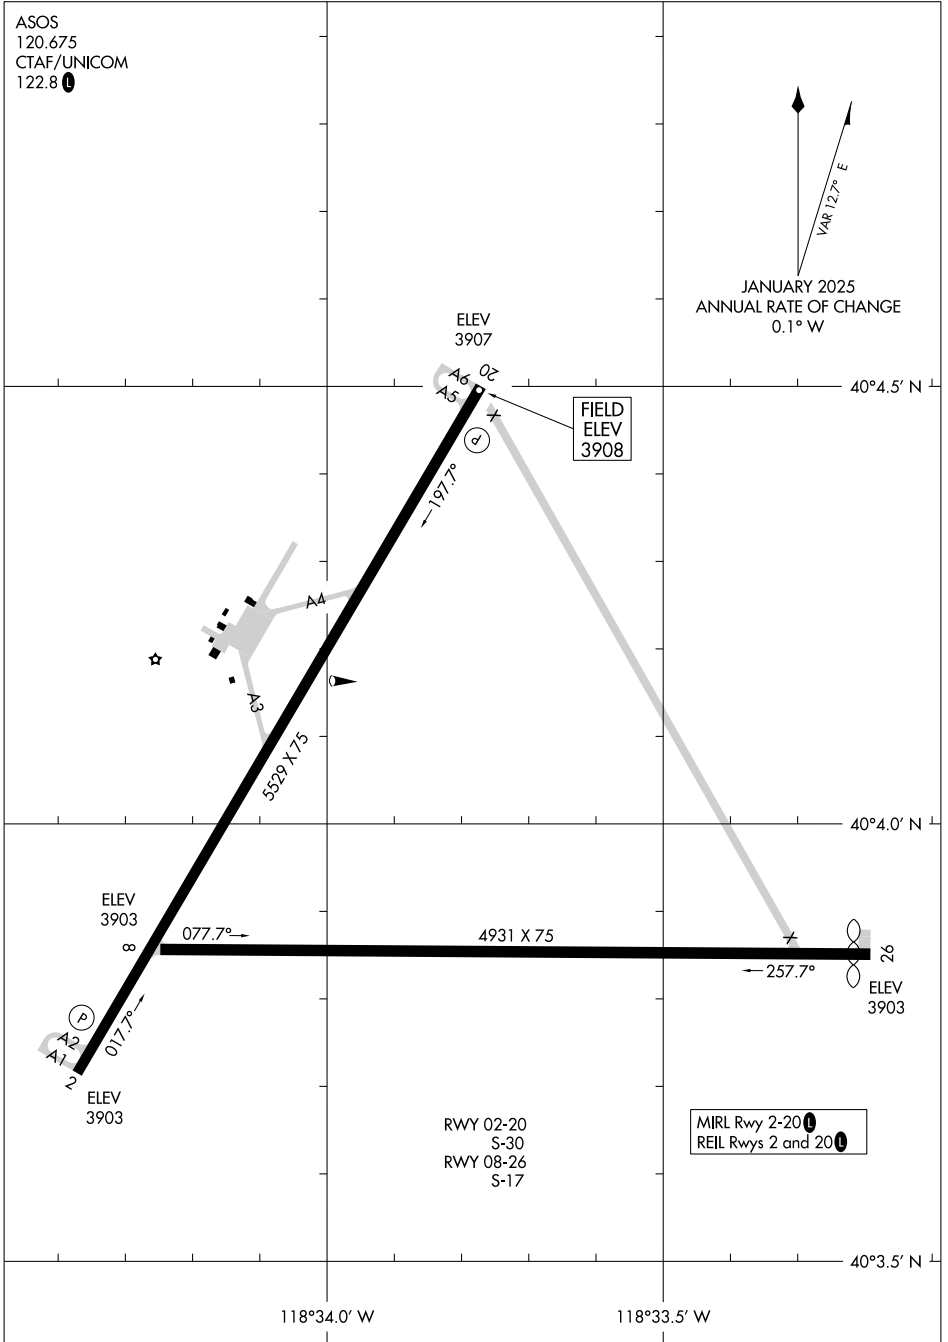 ASOS
120.675
CTAF/UNICOM
122.8 L
VAR 12.7° E
JANUARY 2025
ANNUAL RATE OF CHANGE
0.1° W
ELEV
3907
A6
A5
20
40°4.5' N
FIELD
ELEV
3908
X
P
197.7°
A4
A3
5529 X 75
40°4.0' N
ELEV
3903
8
077.7°
4931 X 75
X
257.7°
26
ELEV
3903
P
017.7°
A2
A1
2
ELEV
3903
RWY 02-20
S-30
RWY 08-26
S-17
MIRL Rwy 2-20 L
REIL Rwys 2 and 20 L
40°3.5' N
118°34.0' W
118°33.5' W